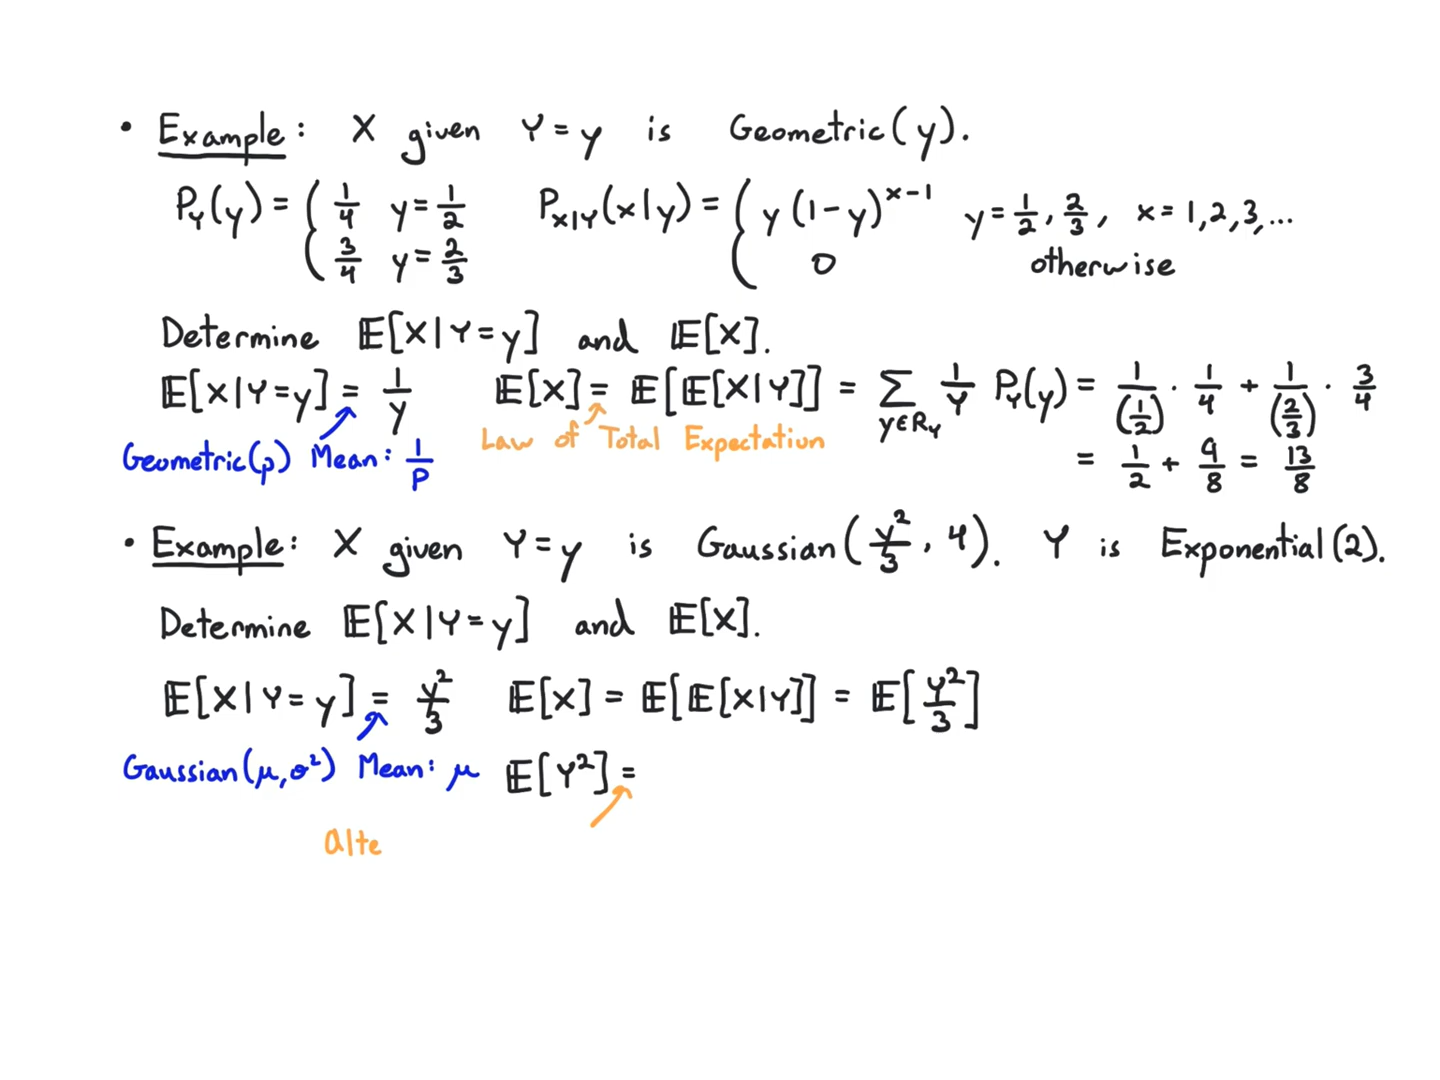 • Example: X given Y = y is Geometric(y).
P_Y(y) = { 1/4 y = 1/2 P_{X|Y}(x|y) = { y(1-y)^{x-1} y = 1/2, 2/3, x = 1,2,3,...
3/4 y = 2/3 0 otherwise
Determine 𝔼[X|Y=y] and 𝔼[X].
𝔼[X|Y=y] = 1/y 𝔼[X] = 𝔼[𝔼[X|Y]] = Σ_{y∈R_Y} 1/y P_Y(y) = 1/(1/2) · 1/4 + 1/(2/3) · 3/4
Geometric(p) Mean: 1/p Law of Total Expectation
= 1/2 + 9/8 = 13/8
• Example: X given Y = y is Gaussian(y²/3, 4). Y is Exponential(2).
Determine 𝔼[X|Y=y] and 𝔼[X].
𝔼[X|Y=y] = y²/3 𝔼[X] = 𝔼[𝔼[X|Y]] = 𝔼[Y²/3]
Gaussian(μ,σ²) Mean: μ 𝔼[Y²] =
Alte